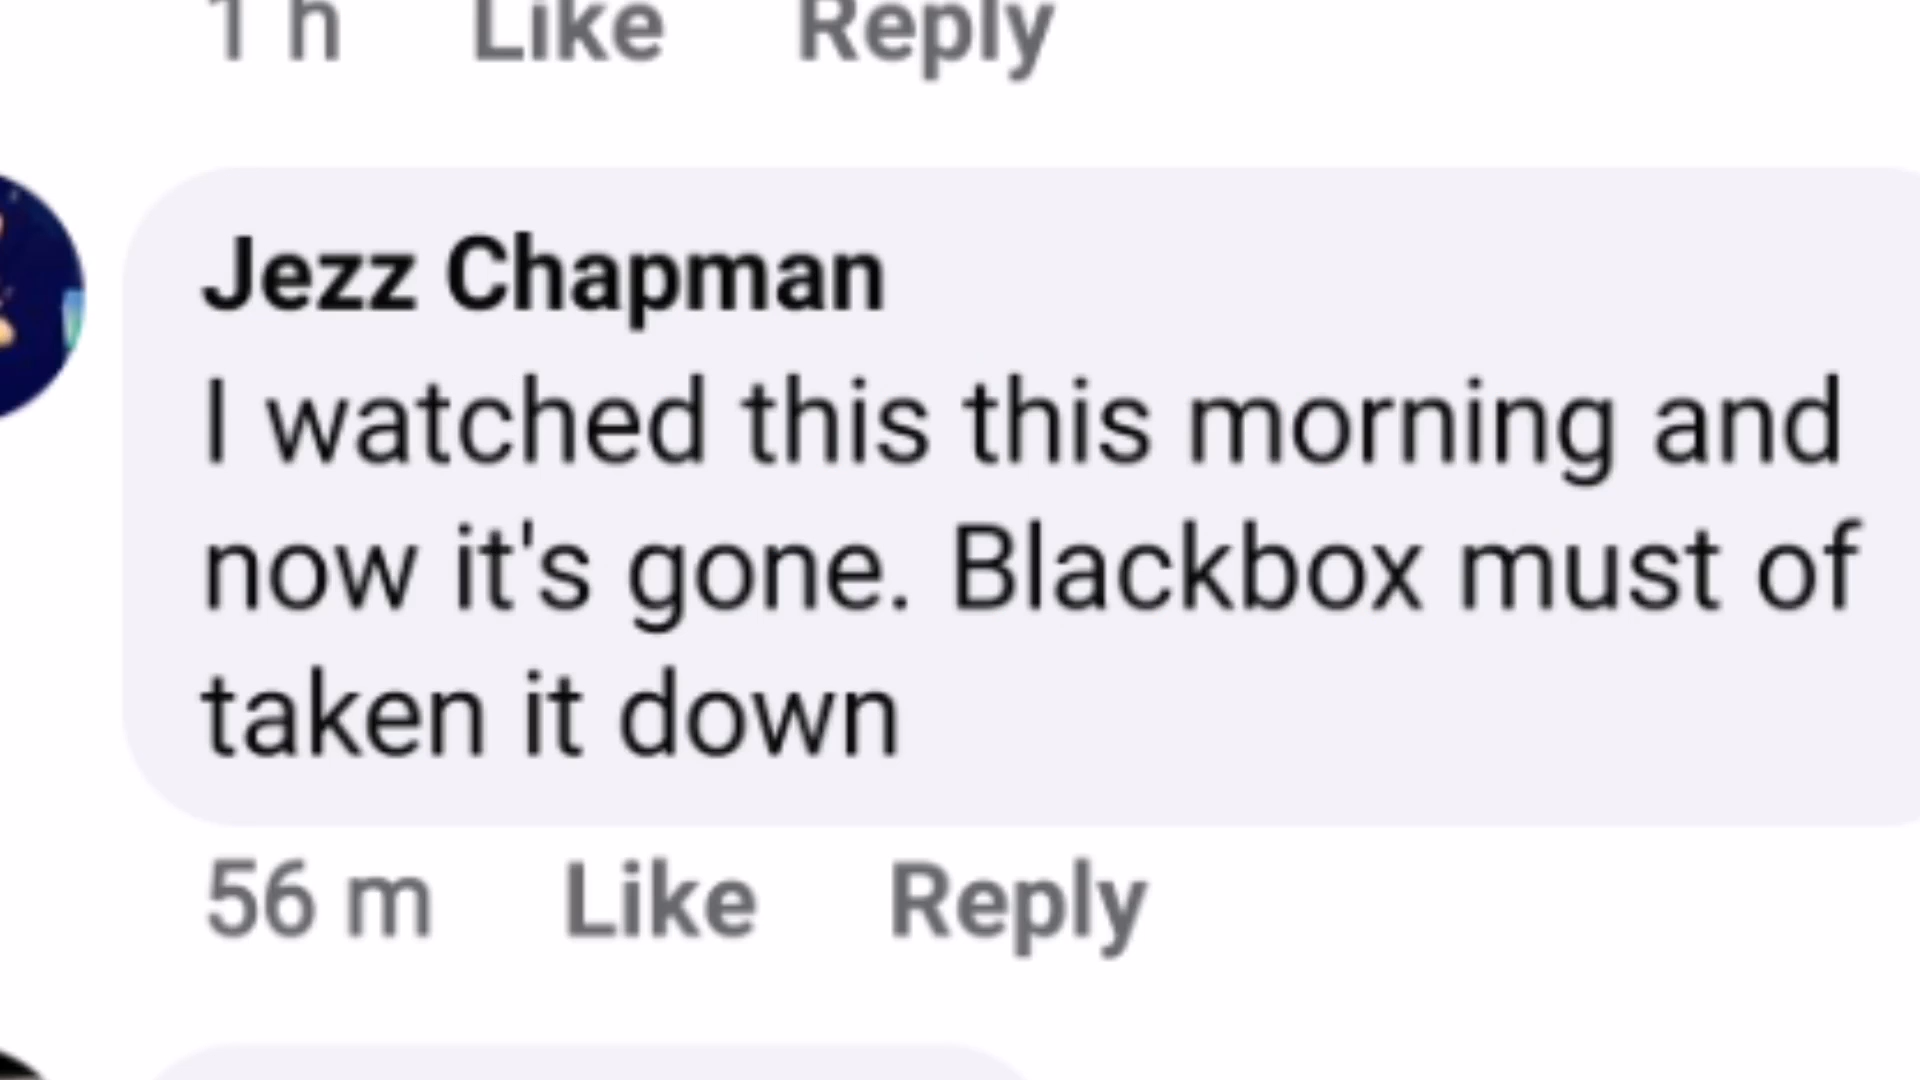 1 h Like Reply
Jezz Chapman
I watched this this morning and
now it's gone. Blackbox must of
taken it down
56 m Like Reply